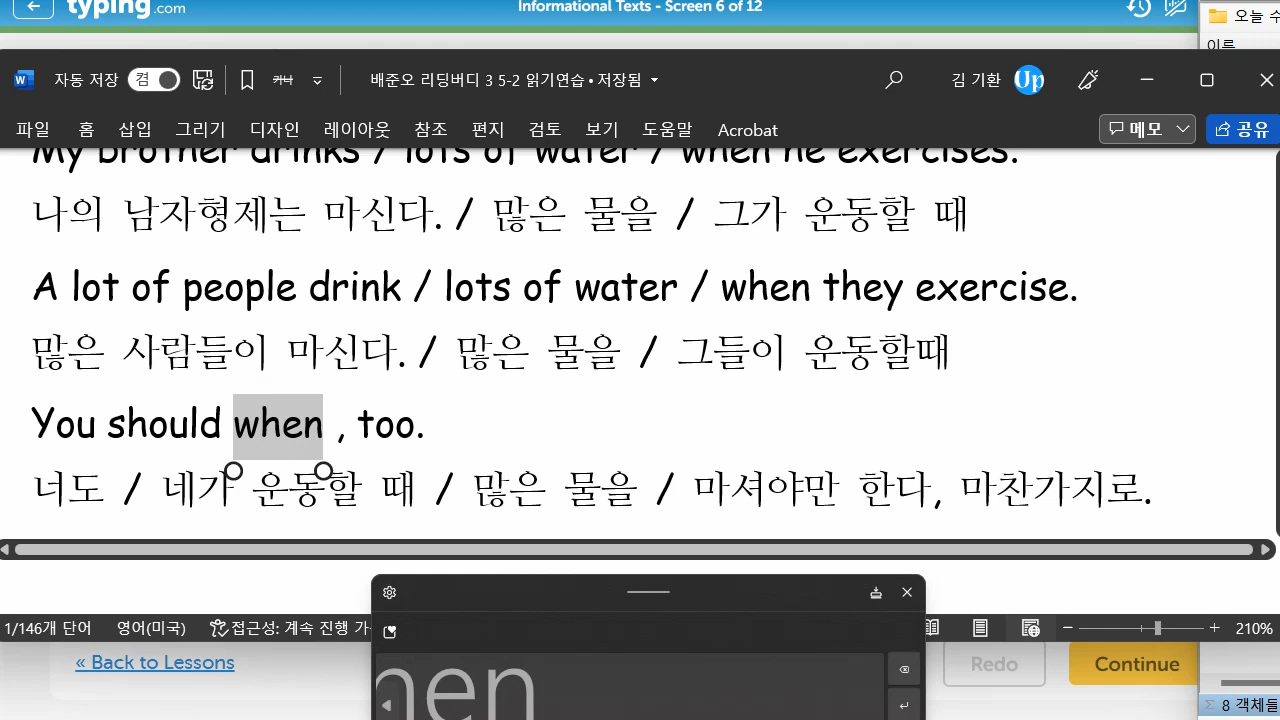 typing.com
Informational Texts - Screen 6 of 12
오늘 수
이름
자동 저장 켬
가나
배준오 리딩버디 3 5-2 읽기연습 • 저장됨
김 기환
Up
파일 홈 삽입 그리기 디자인 레이아웃 참조 편지 검토 보기 도움말 Acrobat
메모
공유
My brother drinks / lots of water / when he exercises.
나의 남자형제는 마신다. / 많은 물을 / 그가 운동할 때
A lot of people drink / lots of water / when they exercise.
많은 사람들이 마신다. / 많은 물을 / 그들이 운동할때
You should when , too.
너도 / 네가 운동할 때 / 많은 물을 / 마셔야만 한다, 마찬가지로.
1/146개 단어 영어(미국) 접근성: 계속 진행 가
210%
« Back to Lessons
Redo
Continue
hen
Σ 8 객체들